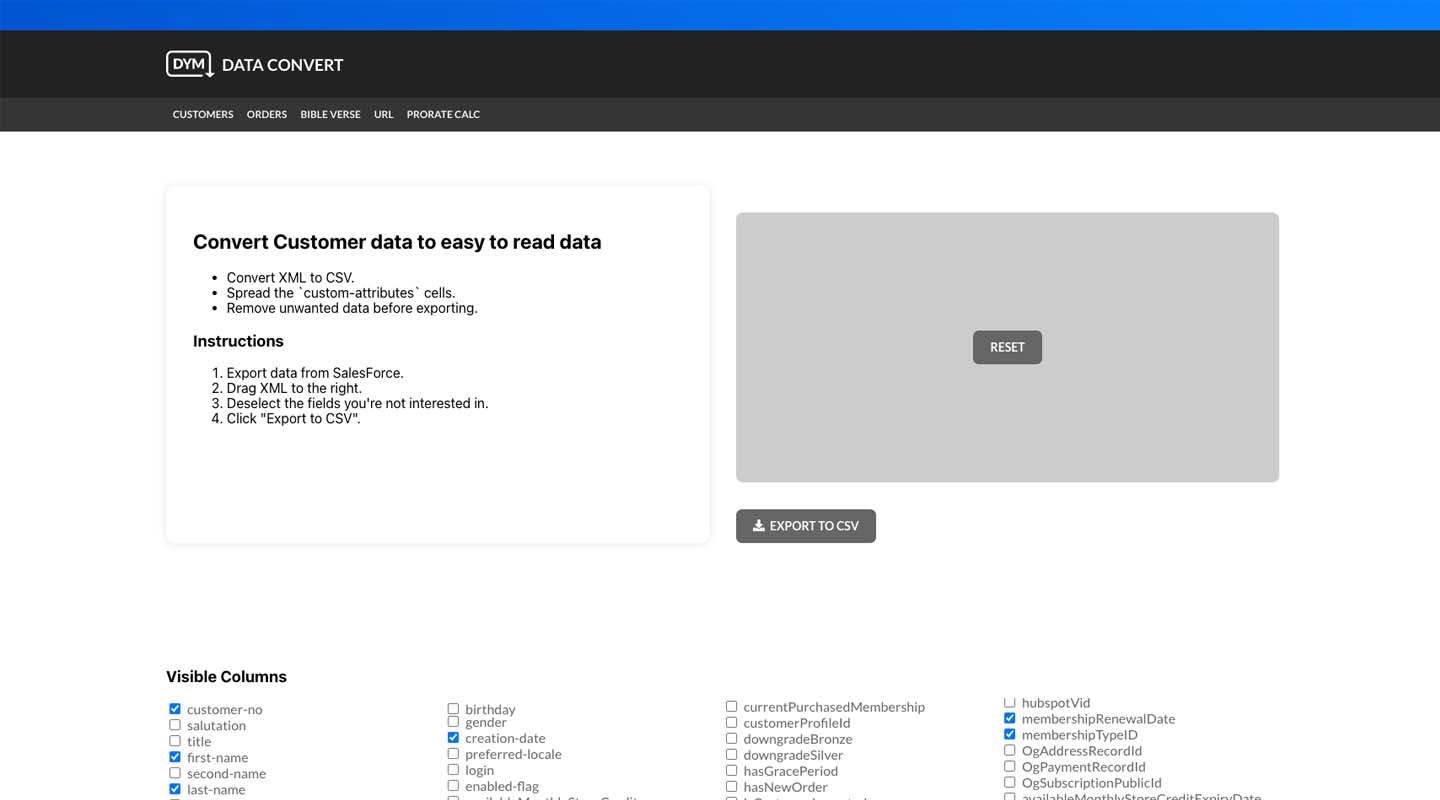 DYM DATA CONVERT
CUSTOMERS ORDERS BIBLE VERSE URL PRORATE CALC
Convert Customer data to easy to read data
• Convert XML to CSV.
• Spread the `custom-attributes` cells.
• Remove unwanted data before exporting.
Instructions
1. Export data from SalesForce.
2. Drag XML to the right.
3. Deselect the fields you're not interested in.
4. Click "Export to CSV".
RESET
EXPORT TO CSV
Visible Columns
customer-no
salutation
title
first-name
second-name
last-name
birthday
gender
creation-date
preferred-locale
login
enabled-flag
currentPurchasedMembership
customerProfileId
downgradeBronze
downgradeSilver
hasGracePeriod
hasNewOrder
hubspotVid
membershipRenewalDate
membershipTypeID
OgAddressRecordId
OgPaymentRecordId
OgSubscriptionPublicId
availableMonthlyStoreCreditExpiryDate